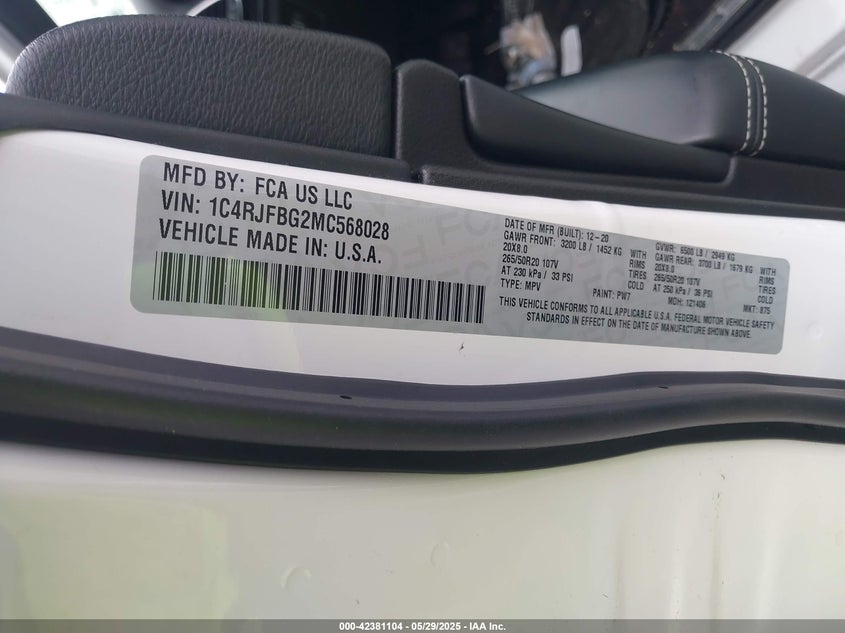 MFD BY: FCA US LLC
VIN: 1C4RJFBG2MC568028
VEHICLE MADE IN: U.S.A.
DATE OF MFR (BUILT): 12-20
GAWR FRONT: 3200 LB / 1452 KG WITH
20X8.0 RIMS
265/50R20 107V TIRES
AT 230 kPa / 33 PSI COLD
TYPE: MPV PAINT: PW7
GVWR: 6500 LB / 2949 KG
GAWR REAR: 3700 LB / 1679 KG WITH
20X8.0 RIMS
265/50R20 107V TIRES
AT 250 kPa / 36 PSI COLD
MDH: 121406 MKT: 875
THIS VEHICLE CONFORMS TO ALL APPLICABLE U.S.A. FEDERAL MOTOR VEHICLE SAFETY
STANDARDS IN EFFECT ON THE DATE OF MANUFACTURE SHOWN ABOVE.
000-42381104 - 05/29/2025 - IAA Inc.